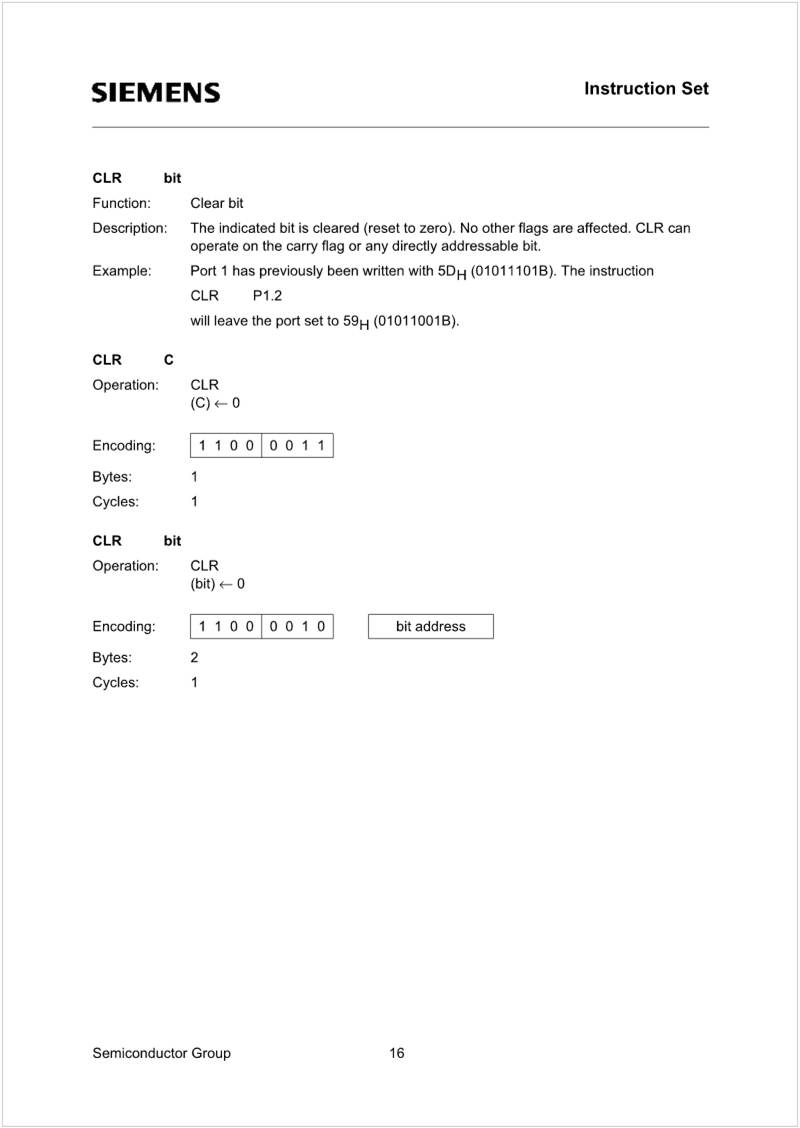 SIEMENS
Instruction Set
CLR bit
Function: Clear bit
Description: The indicated bit is cleared (reset to zero). No other flags are affected. CLR can
operate on the carry flag or any directly addressable bit.
Example: Port 1 has previously been written with 5DH (01011101B). The instruction
CLR P1.2
will leave the port set to 59H (01011001B).
CLR C
Operation: CLR
(C) ← 0
Encoding: 1 1 0 0 0 0 1 1
Bytes: 1
Cycles: 1
CLR bit
Operation: CLR
(bit) ← 0
Encoding: 1 1 0 0 0 0 1 0 bit address
Bytes: 2
Cycles: 1
Semiconductor Group 16